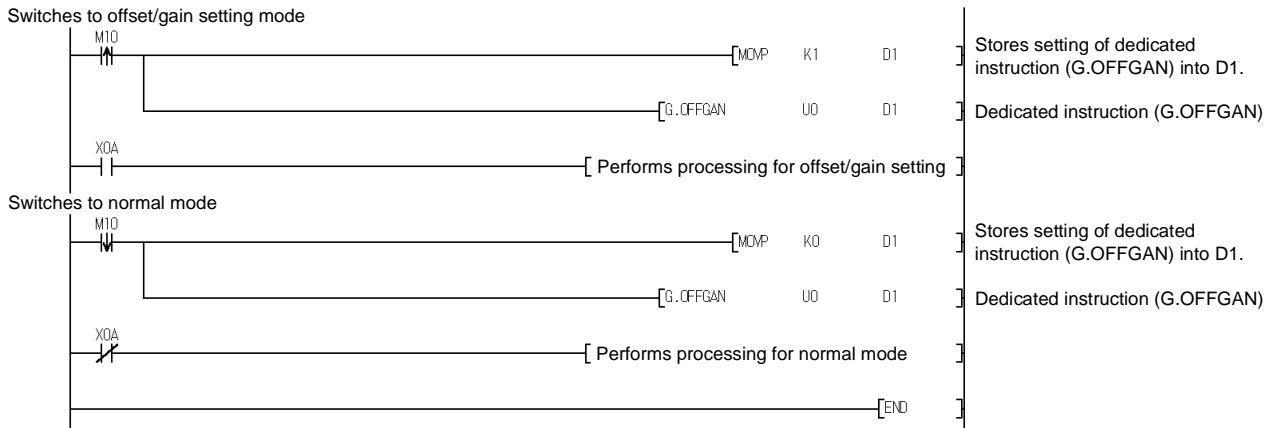 Switches to offset/gain setting mode
M10
MOVP K1 D1
Stores setting of dedicated
instruction (G.OFFGAN) into D1.
G.OFFGAN U0 D1
Dedicated instruction (G.OFFGAN)
X0A
Performs processing for offset/gain setting
Switches to normal mode
M10
MOVP K0 D1
Stores setting of dedicated
instruction (G.OFFGAN) into D1.
G.OFFGAN U0 D1
Dedicated instruction (G.OFFGAN)
X0A
Performs processing for normal mode
END